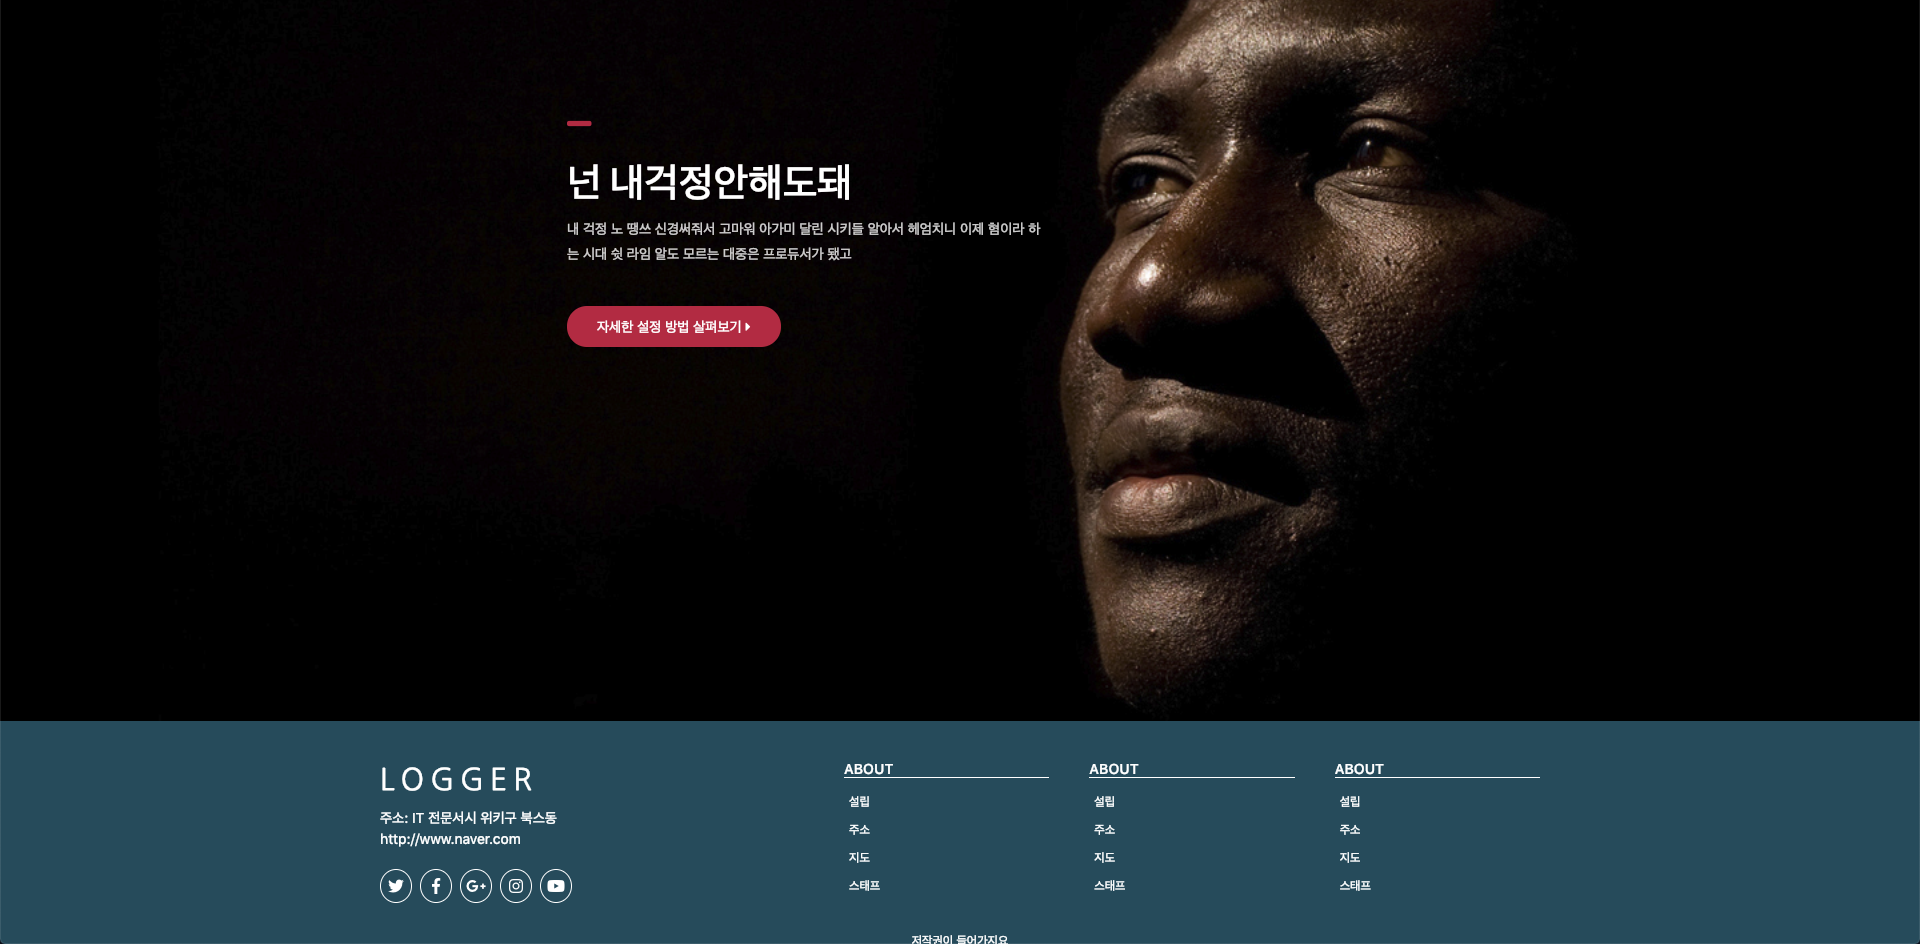 넌 내걱정안해도돼
내 걱정 노 땡쓰 신경써줘서 고마워 아가미 달린 시키들 알아서 헤엄치니 이제 혐이라 하
는 시대 쉿 라임 알도 모르는 대중은 프로듀서가 됐고
자세한 설정 방법 살펴보기
LOGGER
주소: IT 전문서시 위키구 북스동
http://www.naver.com
ABOUT
설립
주소
지도
스태프
ABOUT
설립
주소
지도
스태프
ABOUT
설립
주소
지도
스태프
저작권이 들어가지요